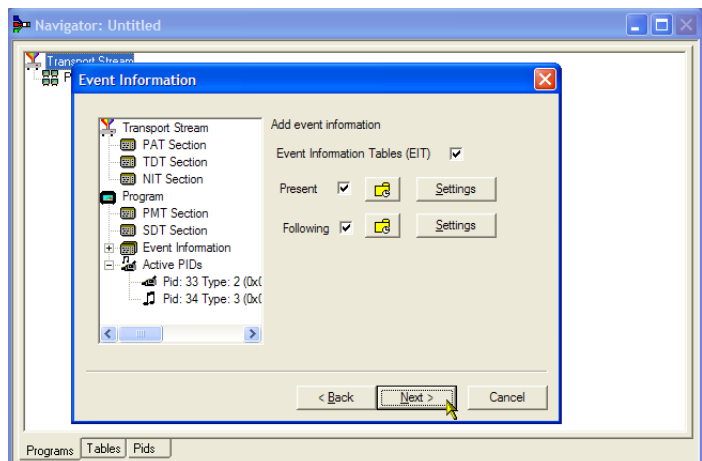 Navigator: Untitled
Transport Stream
P
Event Information
Transport Stream
PAT Section
TDT Section
NIT Section
Program
PMT Section
SDT Section
Event Information
Active PIDs
Pid: 33 Type: 2 (0x0
Pid: 34 Type: 3 (0x0
Add event information
Event Information Tables (EIT)
Present Settings
Following Settings
< Back Next > Cancel
Programs Tables Pids